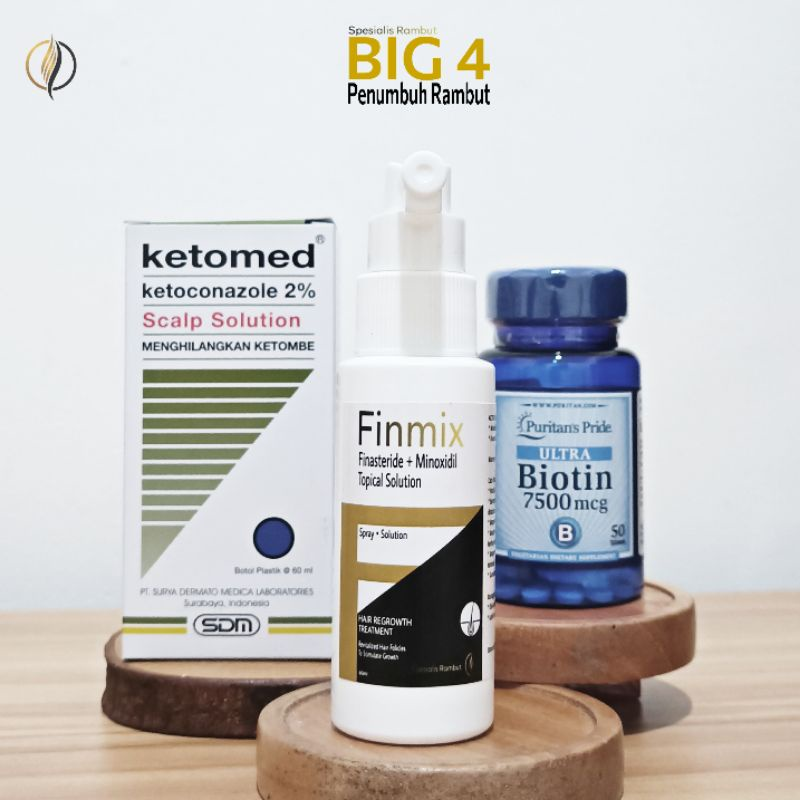 Spesialis Rambut
BIG 4
Penumbuh Rambut
ketomed®
ketoconazole 2%
Scalp Solution
MENGHILANGKAN KETOMBE
Botol Plastik @ 60 ml
PT. SURYA DERMATO MEDICA LABORATORIES
Surabaya, Indonesia
SDM
Finmix
Finasteride + Minoxidil
Topical Solution
Spray • Solution
HAIR REGROWTH
TREATMENT
Revitalized Hair Follicles
To Stimulate Growth
Spesialis Rambut
WWW.PURITAN.COM
Puritan's Pride
ULTRA
Biotin
7500 mcg
B
50
VEGETARIAN DIETARY SUPPLEMENT